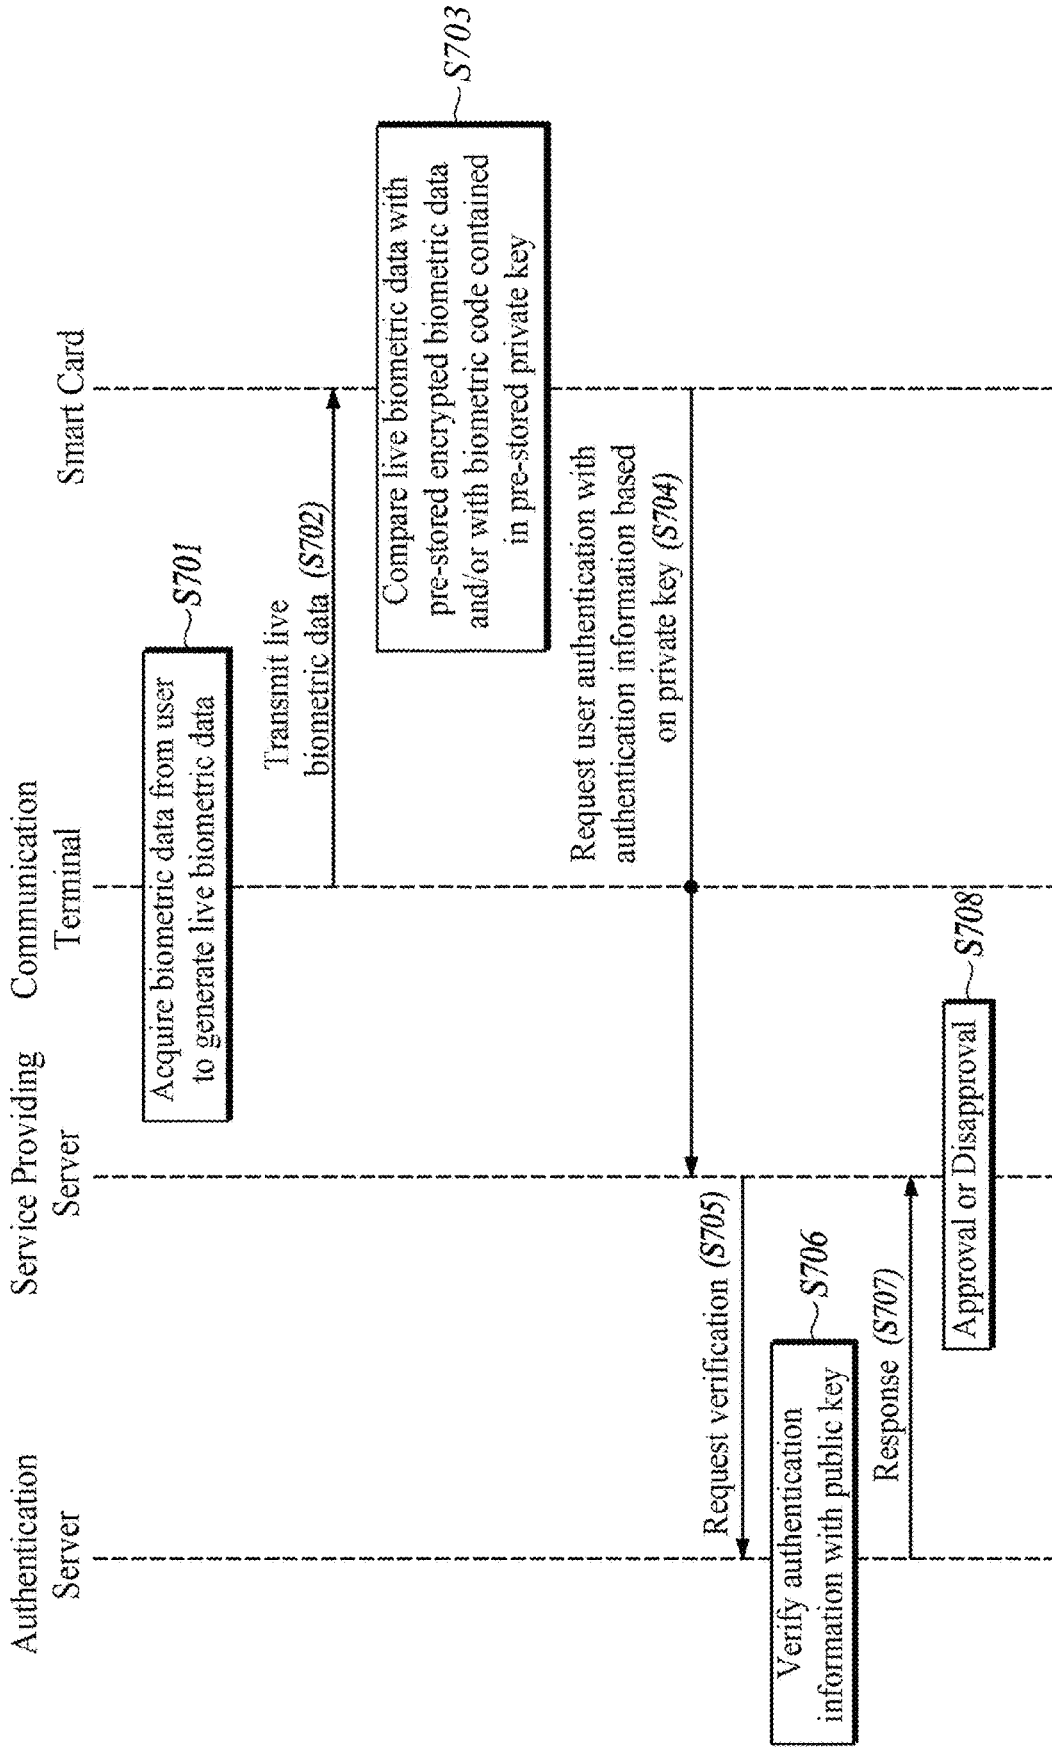 Authentication
Server
Service Providing
Server
Communication
Terminal
Smart Card
Acquire biometric data from user
to generate live biometric data
S701
Transmit live
biometric data (S702)
Compare live biometric data with
pre-stored encrypted biometric data
and/or with biometric code contained
in pre-stored private key
S703
Request user authentication with
authentication information based
on private key (S704)
Request verification (S705)
Verify authentication
information with public key
S706
Response (S707)
Approval or Disapproval
S708